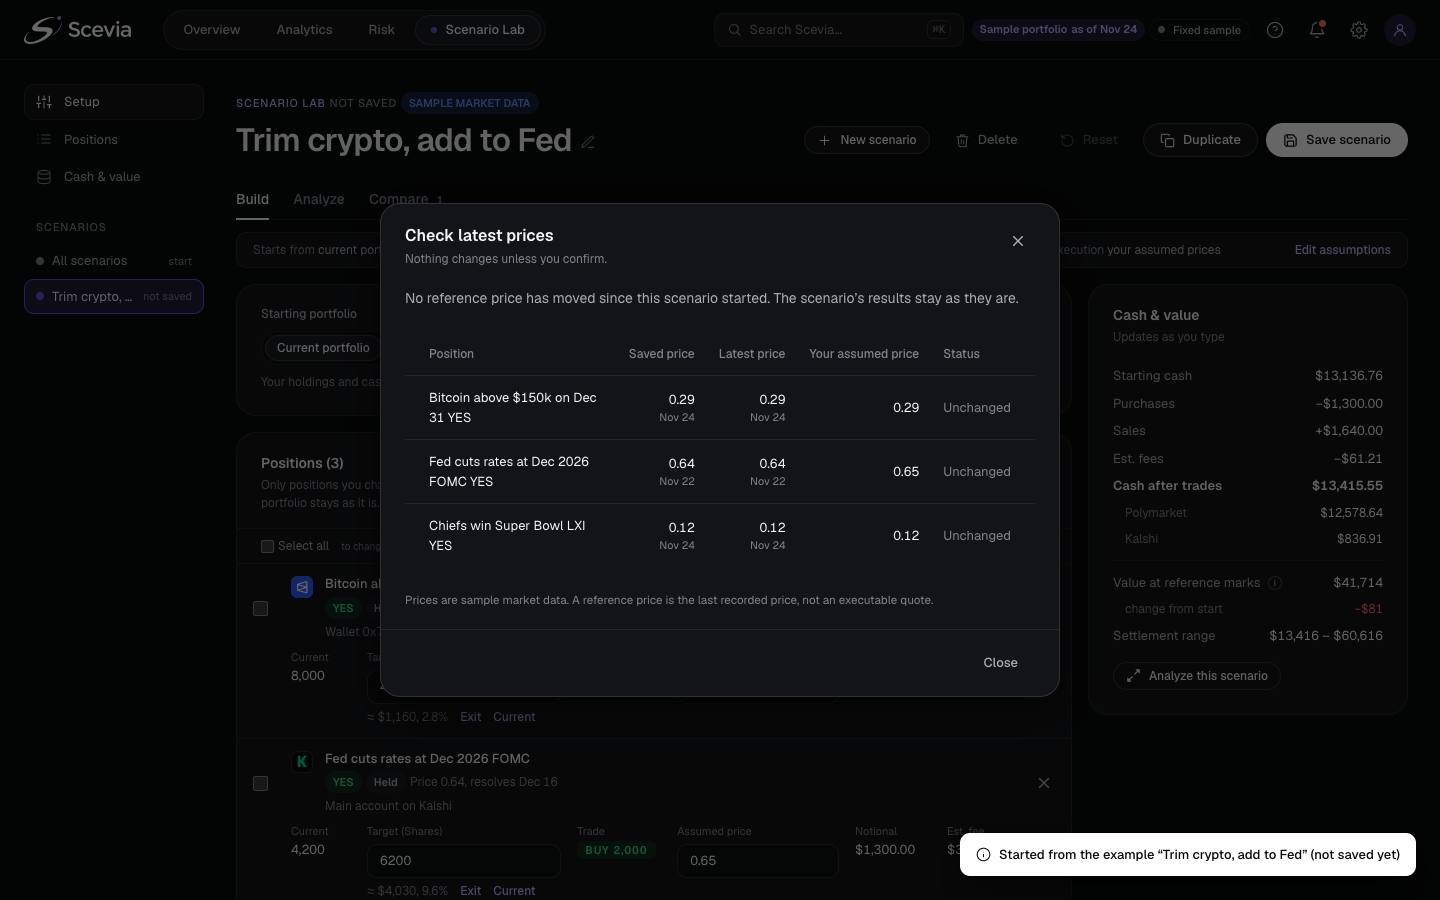 Scevia
Overview
Analytics
Risk
Scenario Lab
Search Scevia...
⌘K
Sample portfolio as of Nov 24
Fixed sample
Setup
Positions
Cash & value
SCENARIOS
All scenarios
start
Trim crypto, ...
not saved
SCENARIO LAB NOT SAVED SAMPLE MARKET DATA
Trim crypto, add to Fed
New scenario
Delete
Reset
Duplicate
Save scenario
Build
Analyze
Compare 1
Starts from current por
xecution your assumed prices
Edit assumptions
Starting portfolio
Current portfolio
Your holdings and cas
Positions (3)
Only positions you cha
portfolio stays as it is.
Select all
to chang
Bitcoin al
YES
H
Wallet 0x7
Current
Ta
8,000
≈ $1,160, 2.8% Exit Current
Fed cuts rates at Dec 2026 FOMC
YES Held Price 0.64, resolves Dec 16
Main account on Kalshi
Current
Target (Shares)
Trade
Assumed price
Notional
Est. fee
4,200
6200
BUY 2,000
0.65
$1,300.00
$3
≈ $4,030, 9.6% Exit Current
Check latest prices
Nothing changes unless you confirm.
No reference price has moved since this scenario started. The scenario’s results stay as they are.
Position
Saved price
Latest price
Your assumed price
Status
Bitcoin above $150k on Dec
31 YES
0.29
Nov 24
0.29
Nov 24
0.29
Unchanged
Fed cuts rates at Dec 2026
FOMC YES
0.64
Nov 22
0.64
Nov 22
0.65
Unchanged
Chiefs win Super Bowl LXI
YES
0.12
Nov 24
0.12
Nov 24
0.12
Unchanged
Prices are sample market data. A reference price is the last recorded price, not an executable quote.
Close
Cash & value
Updates as you type
Starting cash $13,136.76
Purchases −$1,300.00
Sales +$1,640.00
Est. fees −$61.21
Cash after trades $13,415.55
Polymarket $12,578.64
Kalshi $836.91
Value at reference marks $41,714
change from start −$81
Settlement range $13,416 – $60,616
Analyze this scenario
Started from the example “Trim crypto, add to Fed” (not saved yet)